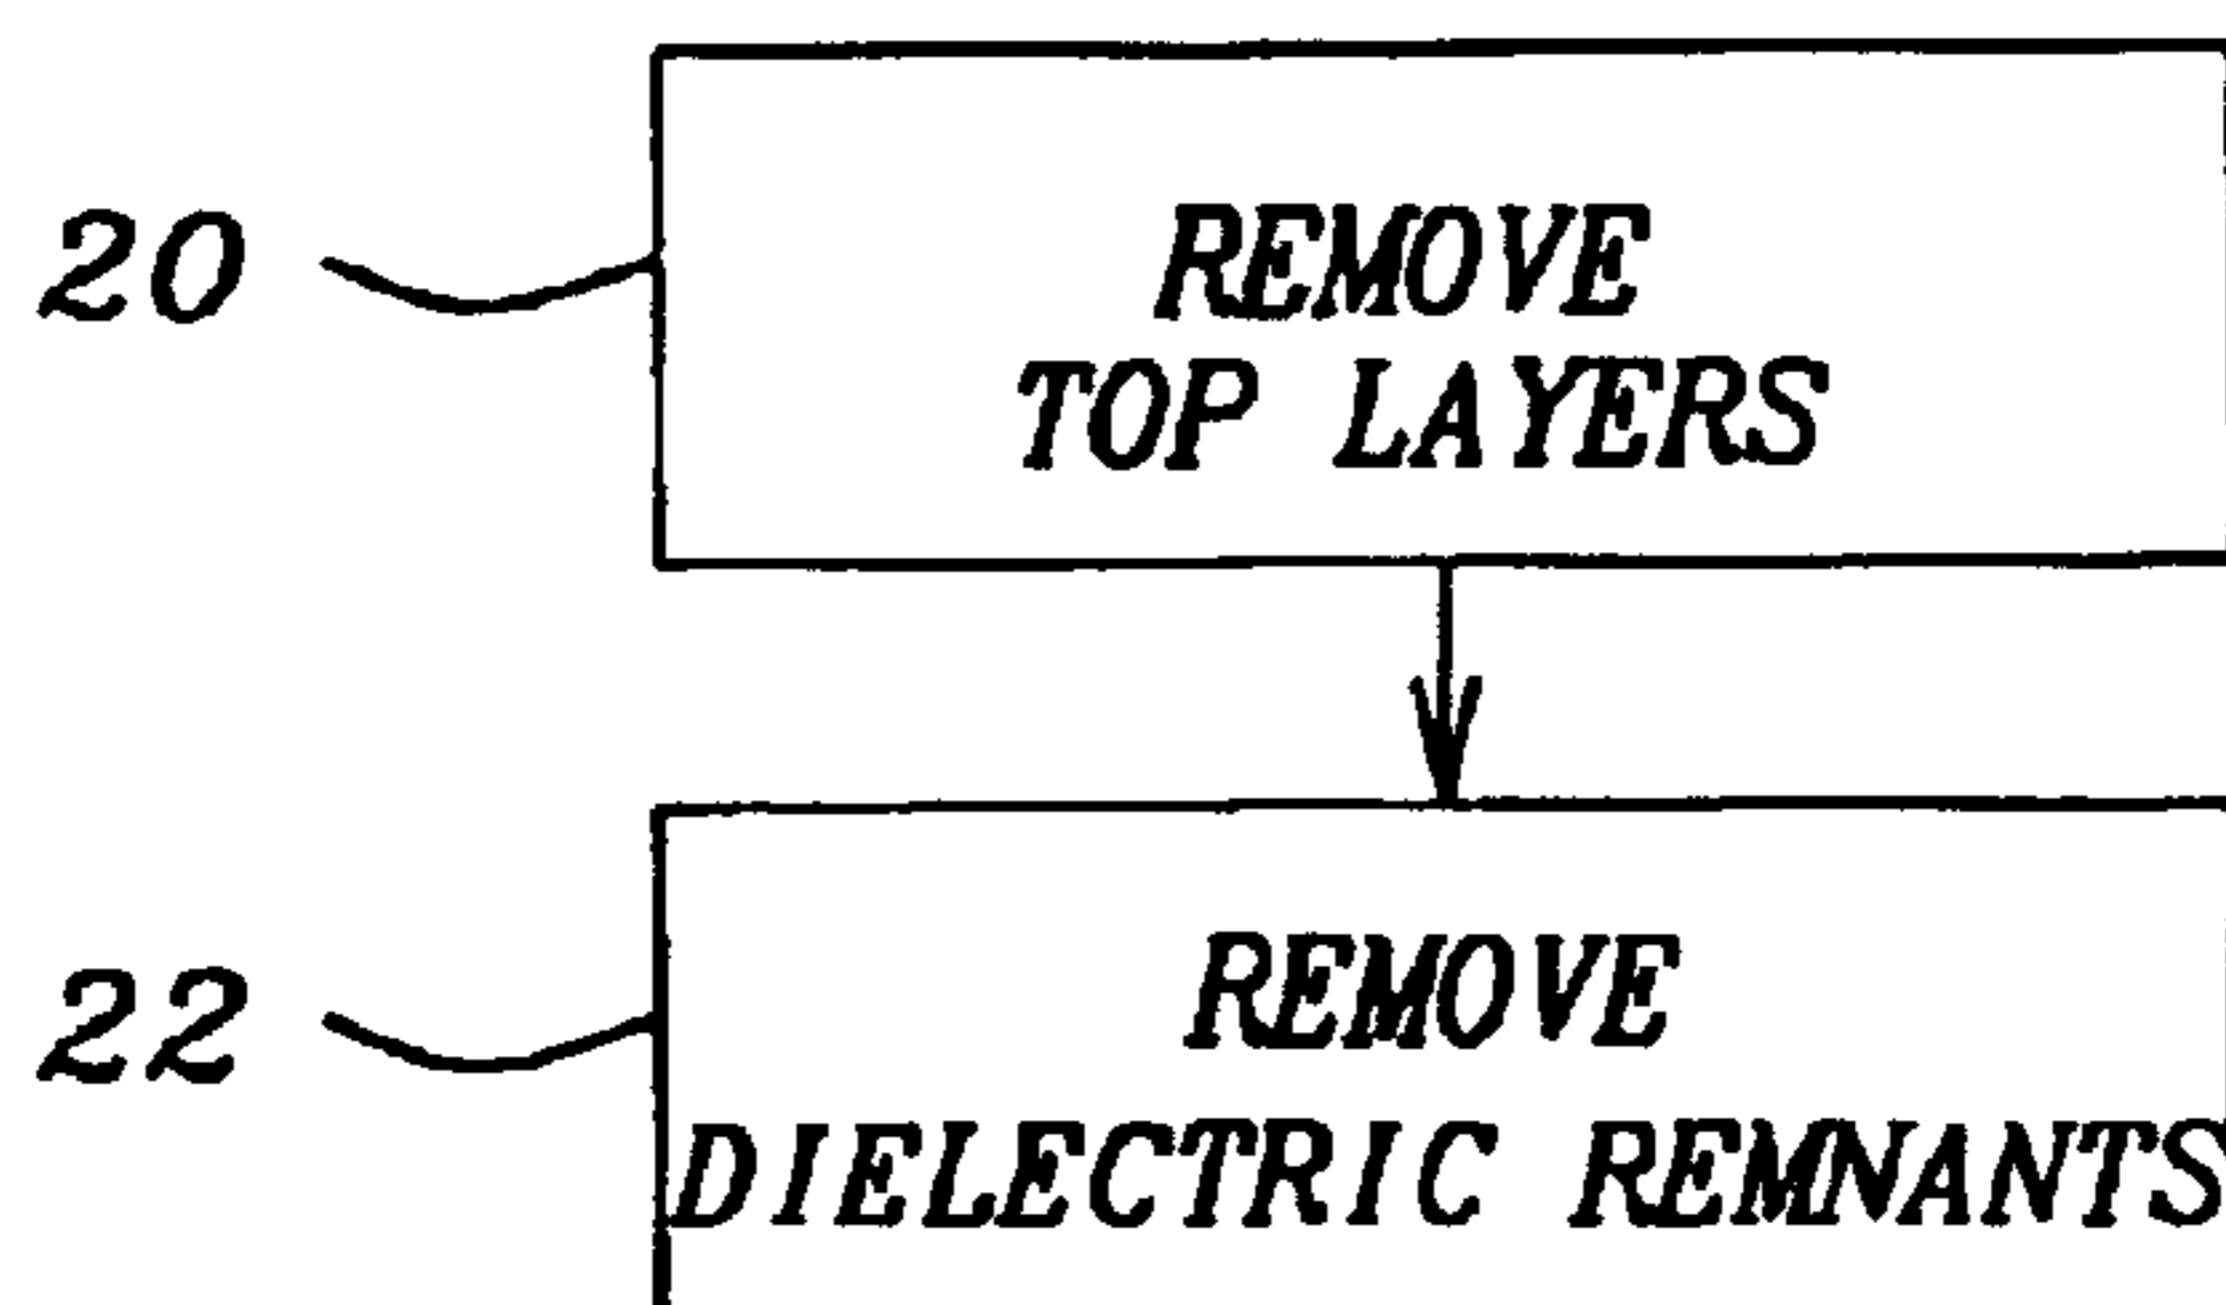 20
REMOVE
TOP LAYERS
22
REMOVE
DIELECTRIC REMNANTS